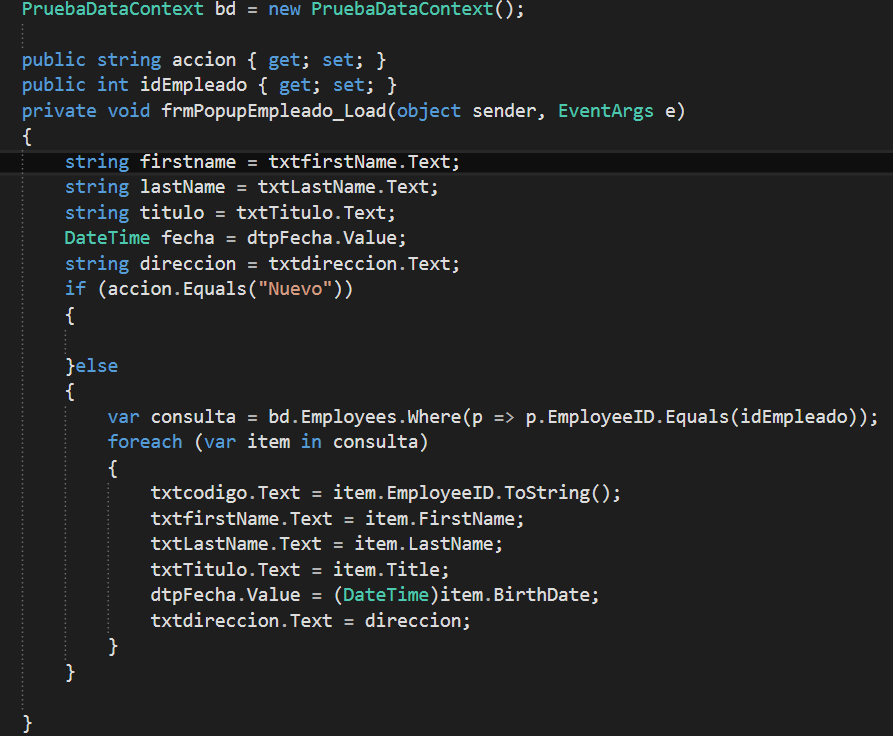 PruebaDataContext bd = new PruebaDataContext();
public string accion { get; set; }
public int idEmpleado { get; set; }
private void frmPopupEmpleado_Load(object sender, EventArgs e)
{
string firstname = txtfirstName.Text;
string lastName = txtLastName.Text;
string titulo = txtTitulo.Text;
DateTime fecha = dtpFecha.Value;
string direccion = txtdireccion.Text;
if (accion.Equals("Nuevo"))
{
}else
{
var consulta = bd.Employees.Where(p => p.EmployeeID.Equals(idEmpleado));
foreach (var item in consulta)
{
txtcodigo.Text = item.EmployeeID.ToString();
txtfirstName.Text = item.FirstName;
txtLastName.Text = item.LastName;
txtTitulo.Text = item.Title;
dtpFecha.Value = (DateTime)item.BirthDate;
txtdireccion.Text = direccion;
}
}
}